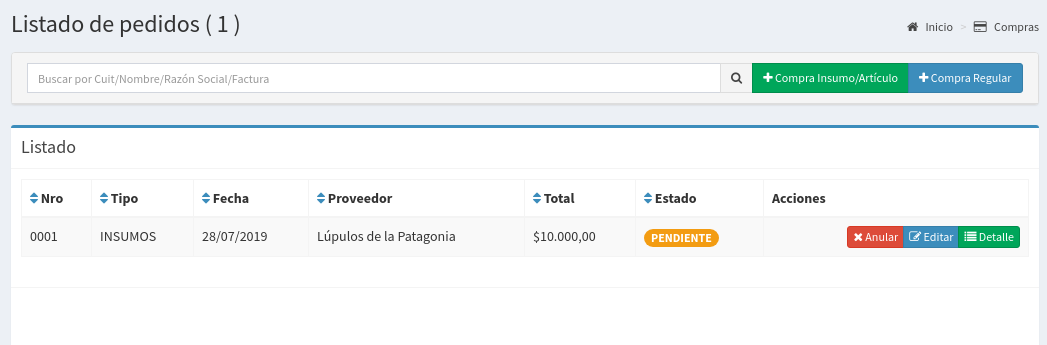 Listado de pedidos ( 1 )
Inicio > Compras
Buscar por Cuit/Nombre/Razón Social/Factura
Compra Insumo/Artículo
Compra Regular
Listado
Nro Tipo Fecha Proveedor Total Estado Acciones
0001 INSUMOS 28/07/2019 Lúpulos de la Patagonia $10.000,00 PENDIENTE Anular Editar Detalle